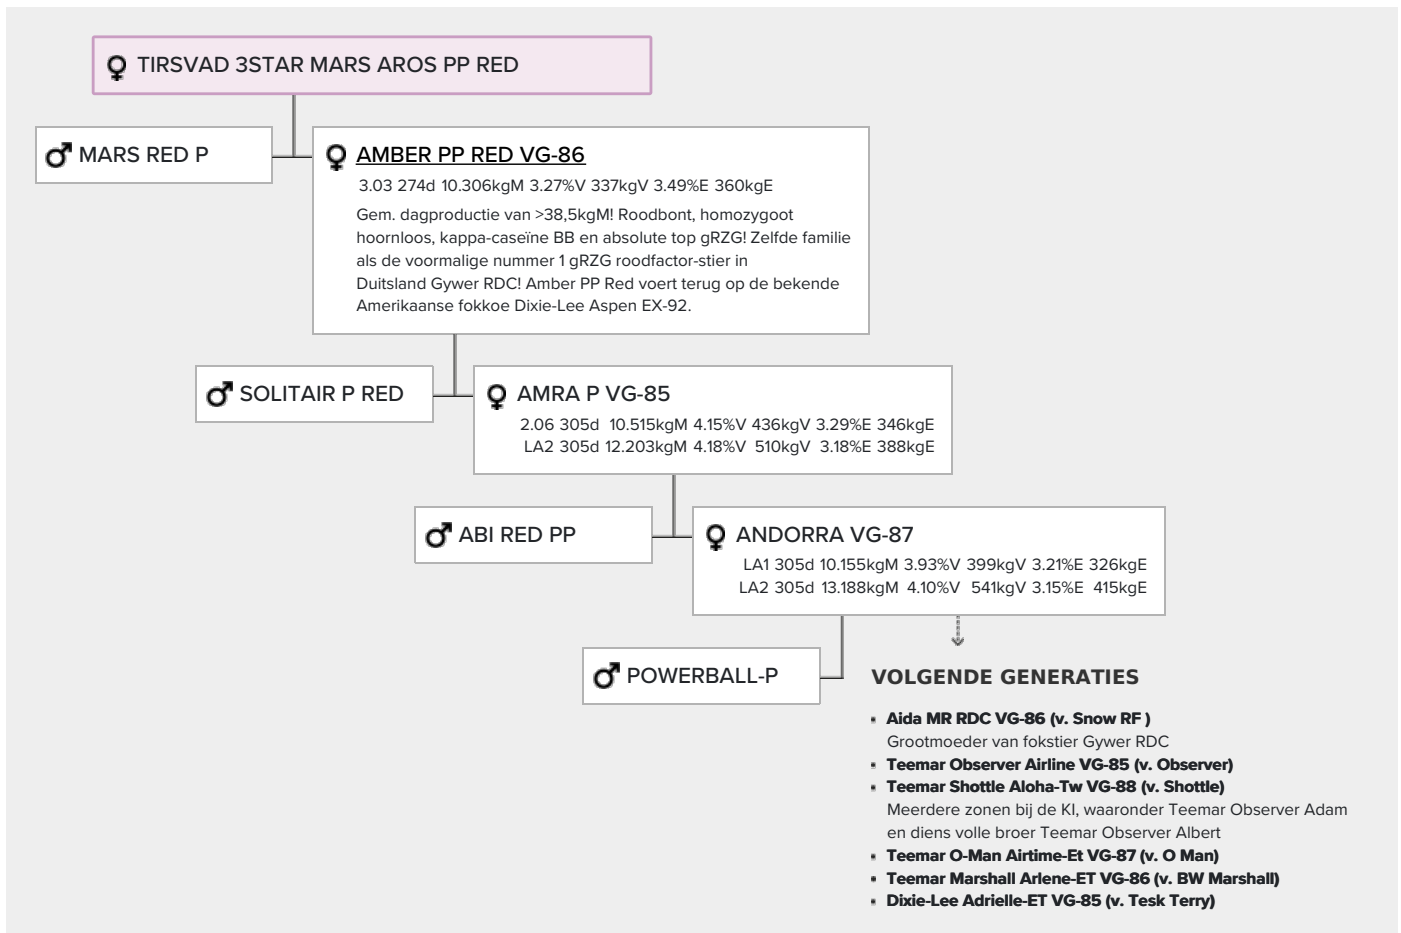 TIRSVAD 3STAR MARS AROS PP RED
MARS RED P
AMBER PP RED VG-86
3.03 274d 10.306kgM 3.27%V 337kgV 3.49%E 360kgE
Gem. dagproductie van >38,5kgM! Roodbont, homozygoot
hoornloos, kappa-caseïne BB en absolute top gRZG! Zelfde familie
als de voormalige nummer 1 gRZG roodfactor-stier in
Duitsland Gywer RDC! Amber PP Red voert terug op de bekende
Amerikaanse fokkoe Dixie-Lee Aspen EX-92.
SOLITAIR P RED
AMRA P VG-85
2.06 305d 10.515kgM 4.15%V 436kgV 3.29%E 346kgE
LA2 305d 12.203kgM 4.18%V 510kgV 3.18%E 388kgE
ABI RED PP
ANDORRA VG-87
LA1 305d 10.155kgM 3.93%V 399kgV 3.21%E 326kgE
LA2 305d 13.188kgM 4.10%V 541kgV 3.15%E 415kgE
POWERBALL-P
VOLGENDE GENERATIES
Aida MR RDC VG-86 (v. Snow RF )
Grootmoeder van fokstier Gywer RDC
Teemar Observer Airline VG-85 (v. Observer)
Teemar Shottle Aloha-Tw VG-88 (v. Shottle)
Meerdere zonen bij de KI, waaronder Teemar Observer Adam
en diens volle broer Teemar Observer Albert
Teemar O-Man Airtime-Et VG-87 (v. O Man)
Teemar Marshall Arlene-ET VG-86 (v. BW Marshall)
Dixie-Lee Adrielle-ET VG-85 (v. Tesk Terry)